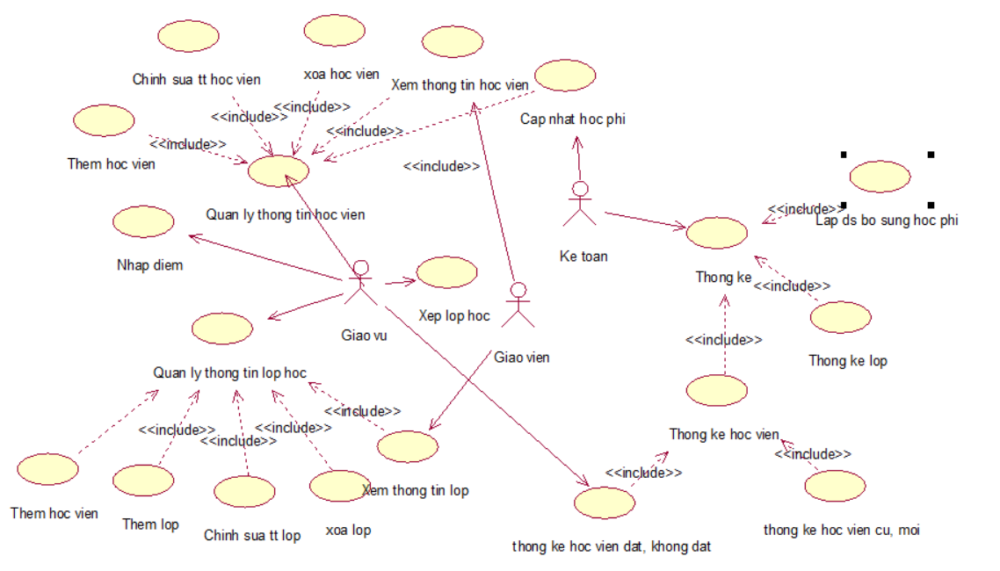 Chinh sua tt hoc vien
xoa hoc vien
Xem thong tin hoc vien
Cap nhat hoc phi
<<include>>
<<include>>
<<include>>
<<include>>
<<include>>
Them hoc vien
Quan ly thong tin hoc vien
<<include>>
Lap ds bo sung hoc phi
Nhap diem
Ke toan
Thong ke
<<include>>
Xep lop hoc
Giao vu
Giao vien
<<include>>
Thong ke lop
Quan ly thong tin lop hoc
<<include>>
<<include>>
<<include>>
<<include>>
Thong ke hoc vien
<<include>>
<<include>>
Xem thong tin lop
Them hoc vien
Them lop
Chinh sua tt lop
xoa lop
thong ke hoc vien dat, khong dat
thong ke hoc vien cu, moi